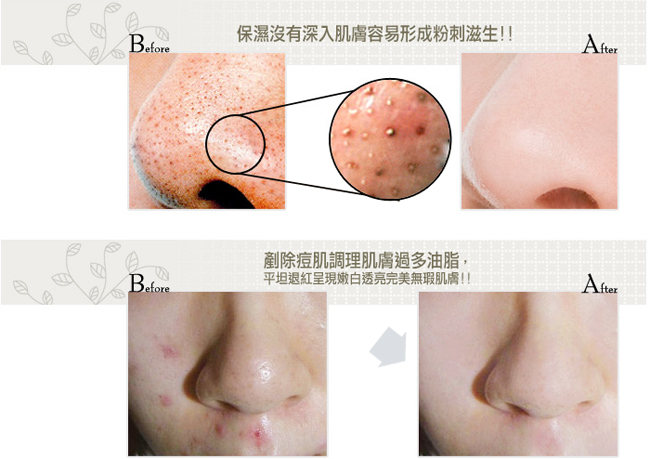 保濕沒有深入肌膚容易形成粉刺滋生!!
Before
After
剷除痘肌調理肌膚過多油脂，
平坦退紅呈現嫩白透亮完美無瑕肌膚!!
Before
After